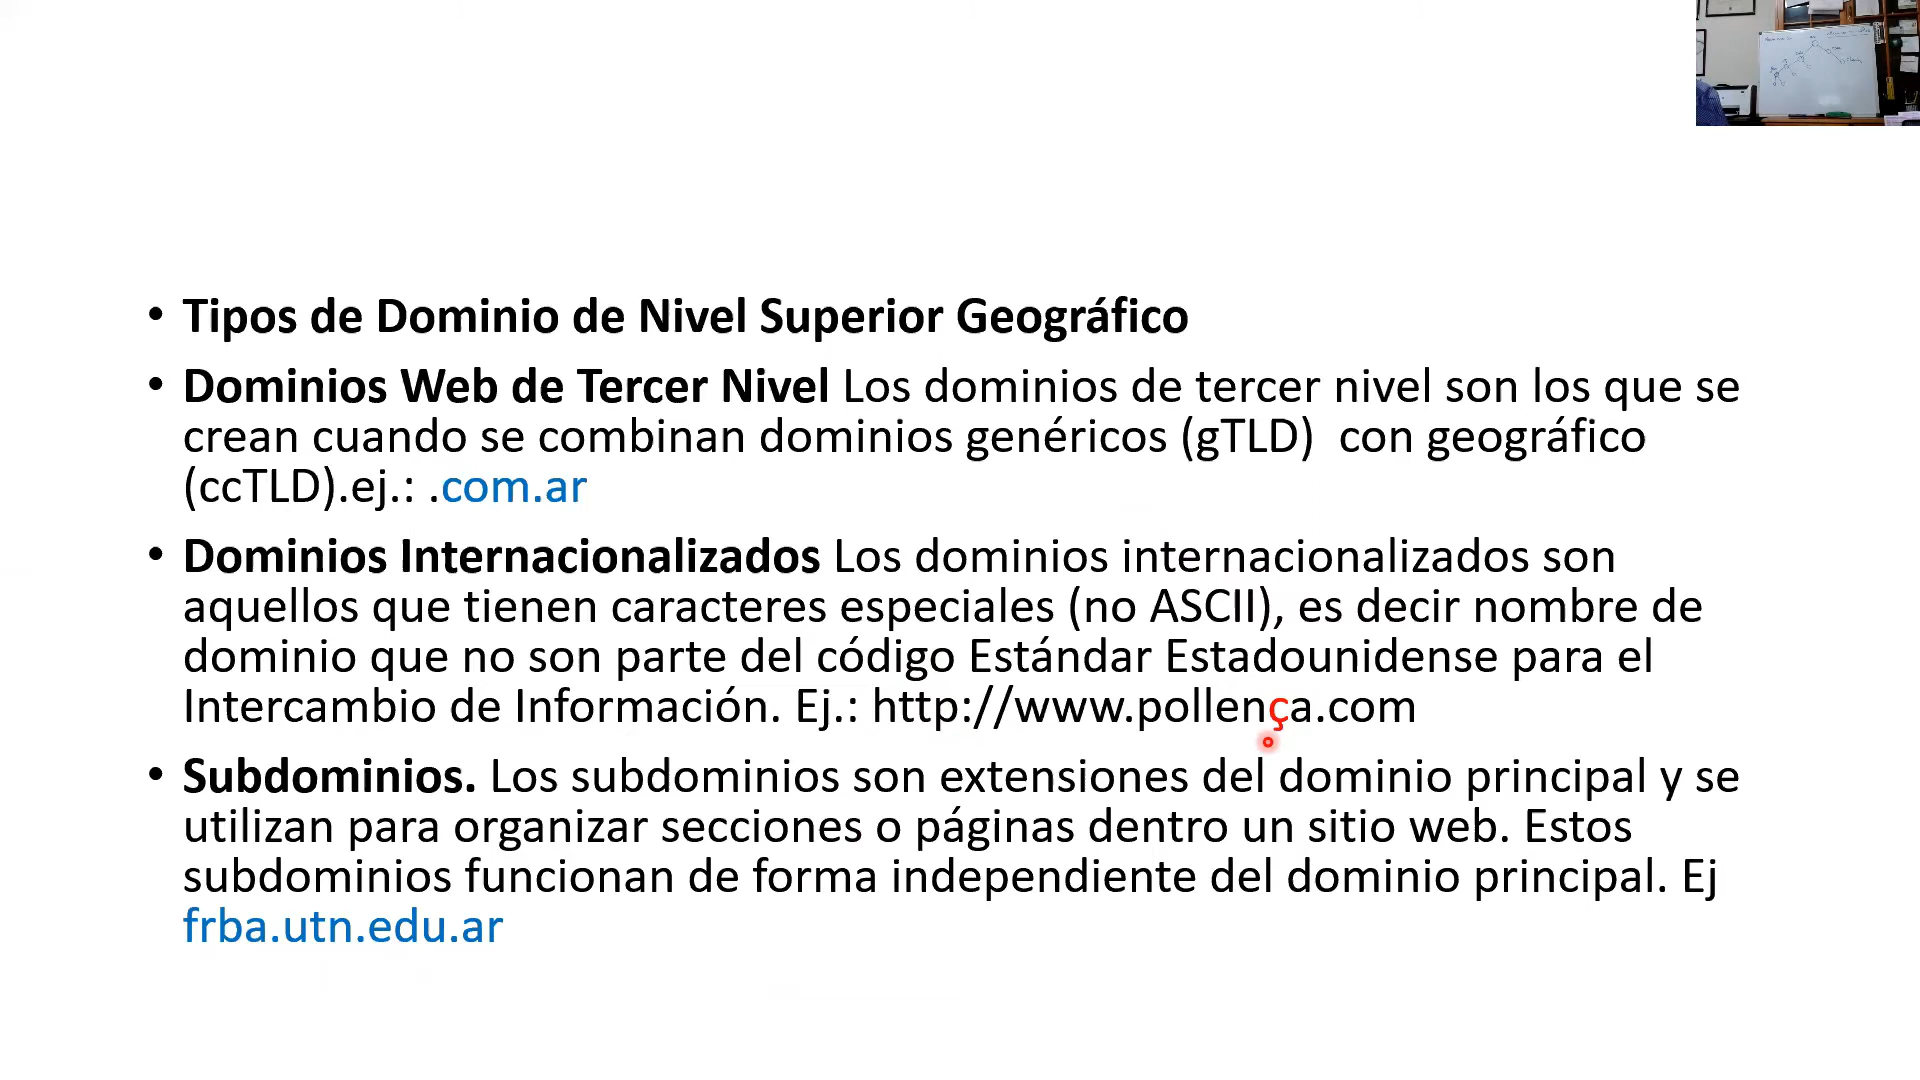 • Tipos de Dominio de Nivel Superior Geográfico
• Dominios Web de Tercer Nivel Los dominios de tercer nivel son los que se
crean cuando se combinan dominios genéricos (gTLD)  con geográfico
(ccTLD).ej.: .com.ar
• Dominios Internacionalizados Los dominios internacionalizados son
aquellos que tienen caracteres especiales (no ASCII), es decir nombre de
dominio que no son parte del código Estándar Estadounidense para el
Intercambio de Información. Ej.: http://www.pollença.com
• Subdominios. Los subdominios son extensiones del dominio principal y se
utilizan para organizar secciones o páginas dentro un sitio web. Estos
subdominios funcionan de forma independiente del dominio principal. Ej
frba.utn.edu.ar